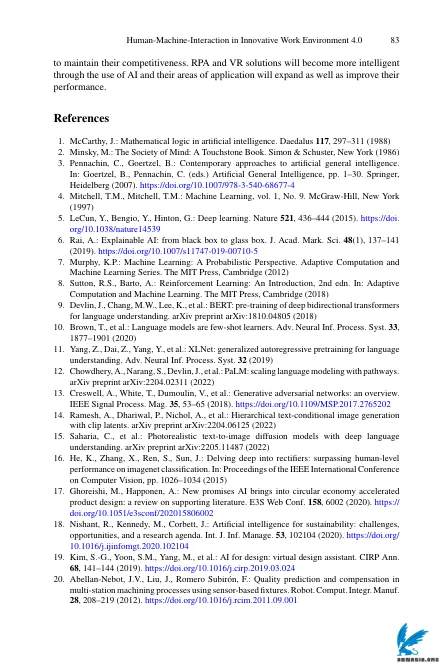 Human-Machine-Interaction in Innovative Work Environment 4.0 83
to maintain their competitiveness. RPA and VR solutions will become more intelligent
through the use of AI and their areas of application will expand as well as improve their
performance.
References
1. McCarthy, J.: Mathematical logic in artificial intelligence. Daedalus 117, 297–311 (1988)
2. Minsky, M.: The Society of Mind: A Touchstone Book. Simon & Schuster, New York (1986)
3. Pennachin, C., Goertzel, B.: Contemporary approaches to artificial general intelligence.
In: Goertzel, B., Pennachin, C. (eds.) Artificial General Intelligence, pp. 1–30. Springer,
Heidelberg (2007). https://doi.org/10.1007/978-3-540-68677-4
4. Mitchell, T.M., Mitchell, T.M.: Machine Learning, vol. 1, No. 9. McGraw-Hill, New York
(1997)
5. LeCun, Y., Bengio, Y., Hinton, G.: Deep learning. Nature 521, 436–444 (2015). https://doi.
org/10.1038/nature14539
6. Rai, A.: Explainable AI: from black box to glass box. J. Acad. Mark. Sci. 48(1), 137–141
(2019). https://doi.org/10.1007/s11747-019-00710-5
7. Murphy, K.P.: Machine Learning: A Probabilistic Perspective. Adaptive Computation and
Machine Learning Series. The MIT Press, Cambridge (2012)
8. Sutton, R.S., Barto, A.: Reinforcement Learning: An Introduction, 2nd edn. In: Adaptive
Computation and Machine Learning. The MIT Press, Cambridge (2018)
9. Devlin, J., Chang, M.W., Lee, K., et al.: BERT: pre-training of deep bidirectional transformers
for language understanding. arXiv preprint arXiv:1810.04805 (2018)
10. Brown, T., et al.: Language models are few-shot learners. Adv. Neural Inf. Process. Syst. 33,
1877–1901 (2020)
11. Yang, Z., Dai, Z., Yang, Y., et al.: XLNet: generalized autoregressive pretraining for language
understanding. Adv. Neural Inf. Process. Syst. 32 (2019)
12. Chowdhery, A., Narang, S., Devlin, J., et al.: PaLM: scaling language modeling with pathways.
arXiv preprint arXiv:2204.02311 (2022)
13. Creswell, A., White, T., Dumoulin, V., et al.: Generative adversarial networks: an overview.
IEEE Signal Process. Mag. 35, 53–65 (2018). https://doi.org/10.1109/MSP.2017.2765202
14. Ramesh, A., Dhariwal, P., Nichol, A., et al.: Hierarchical text-conditional image generation
with clip latents. arXiv preprint arXiv:2204.06125 (2022)
15. Saharia, C., et al.: Photorealistic text-to-image diffusion models with deep language
understanding. arXiv preprint arXiv:2205.11487 (2022)
16. He, K., Zhang, X., Ren, S., Sun, J.: Delving deep into rectifiers: surpassing human-level
performance on imagenet classification. In: Proceedings of the IEEE International Conference
on Computer Vision, pp. 1026–1034 (2015)
17. Ghoreishi, M., Happonen, A.: New promises AI brings into circular economy accelerated
product design: a review on supporting literature. E3S Web Conf. 158, 6002 (2020). https://
doi.org/10.1051/e3sconf/202015806002
18. Nishant, R., Kennedy, M., Corbett, J.: Artificial intelligence for sustainability: challenges,
opportunities, and a research agenda. Int. J. Inf. Manage. 53, 102104 (2020). https://doi.org/
10.1016/j.ijinfomgt.2020.102104
19. Kim, S.-G., Yoon, S.M., Yang, M., et al.: AI for design: virtual design assistant. CIRP Ann.
68, 141–144 (2019). https://doi.org/10.1016/j.cirp.2019.03.024
20. Abellan-Nebot, J.V., Liu, J., Romero Subirón, F.: Quality prediction and compensation in
multi-station machining processes using sensor-based fixtures. Robot. Comput. Integr. Manuf.
28, 208–219 (2012). https://doi.org/10.1016/j.rcim.2011.09.001